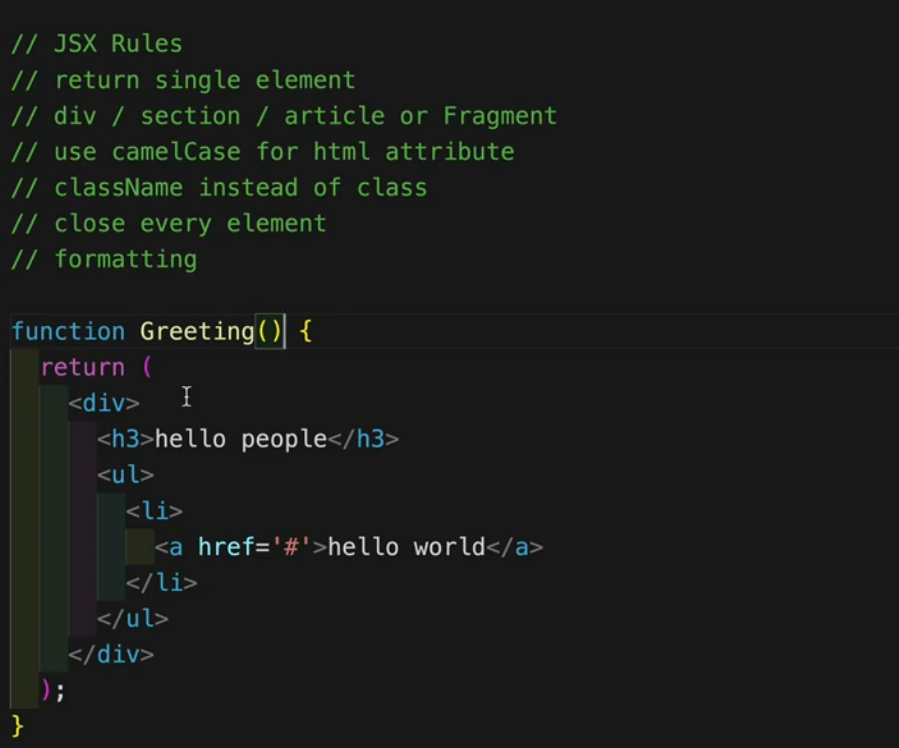 // JSX Rules
// return single element
// div / section / article or Fragment
// use camelCase for html attribute
// className instead of class
// close every element
// formatting
function Greeting() {
  return (
    <div>
      <h3>hello people</h3>
      <ul>
        <li>
          <a href='#'>hello world</a>
        </li>
      </ul>
    </div>
  );
}